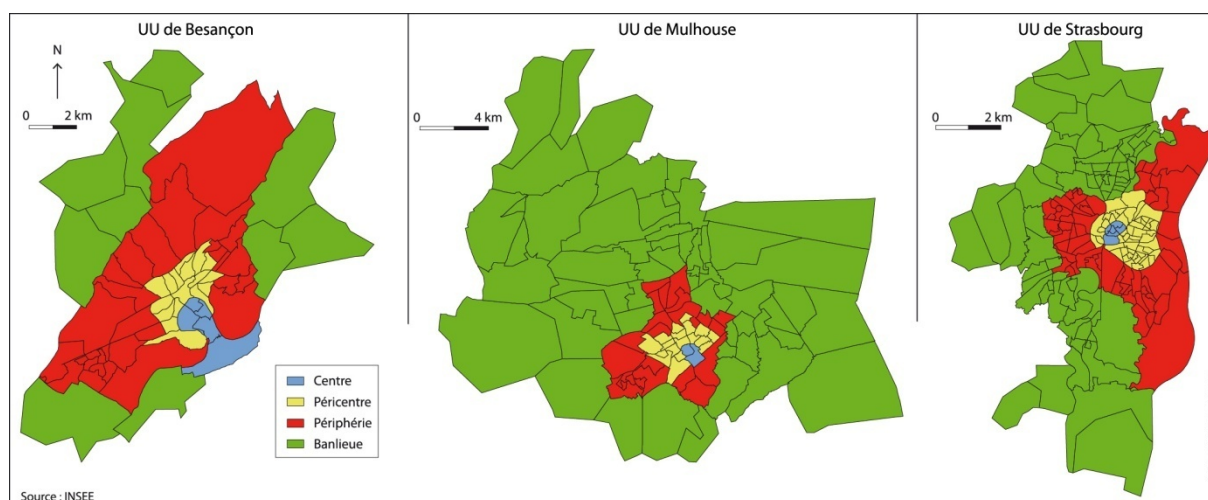 UU de Besançon
N
0 2 km
UU de Mulhouse
0 4 km
UU de Strasbourg
0 2 km
Centre
Péricentre
Périphérie
Banlieue
Source : INSEE